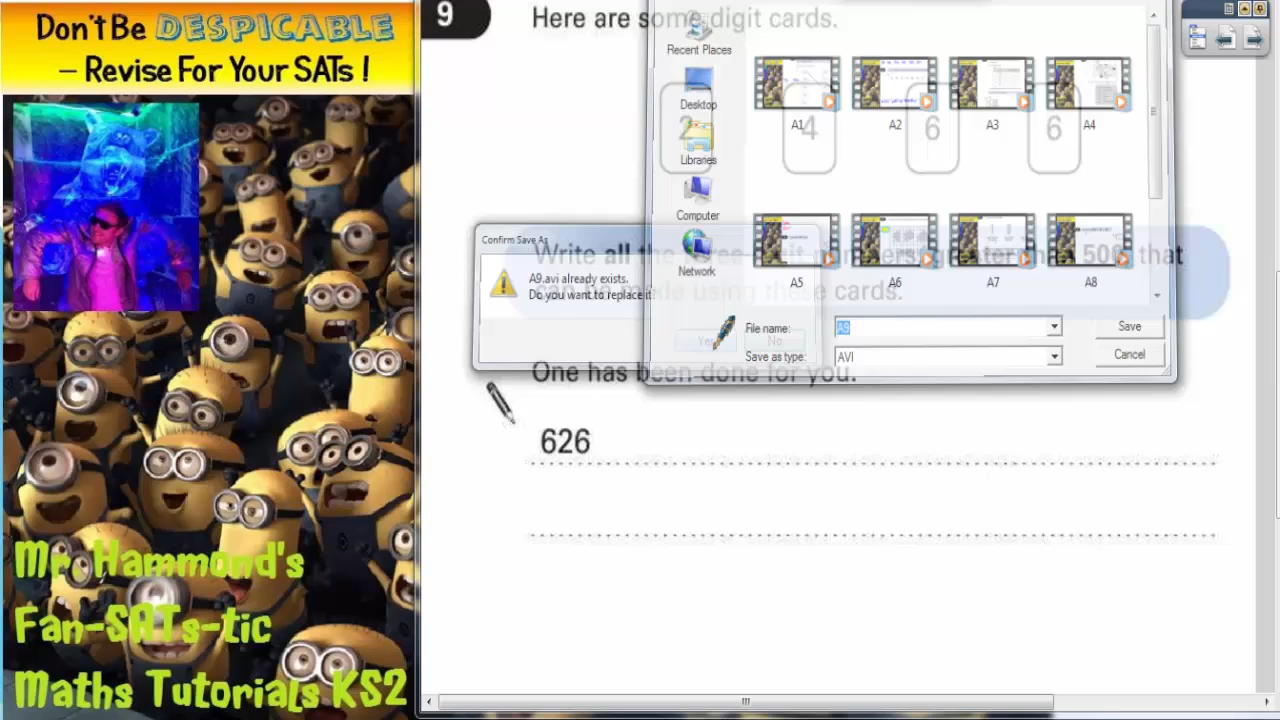 Don't Be DESPICABLE
– Revise For Your SATs !
Mr. Hammond's
Fan-SATs-tic
Maths Tutorials KS2
9
Here are some digit cards.
2 4 6 6
Write all the three-digit numbers greater than 500 that
can be made using these cards.
One has been done for you.
626
Recent Places
Desktop
Libraries
Computer
Network
A1 A2 A3 A4
A5 A6 A7 A8
File name: A9
Save as type: AVI
Save
Cancel
Confirm Save As
A9.avi already exists.
Do you want to replace it
Yes No